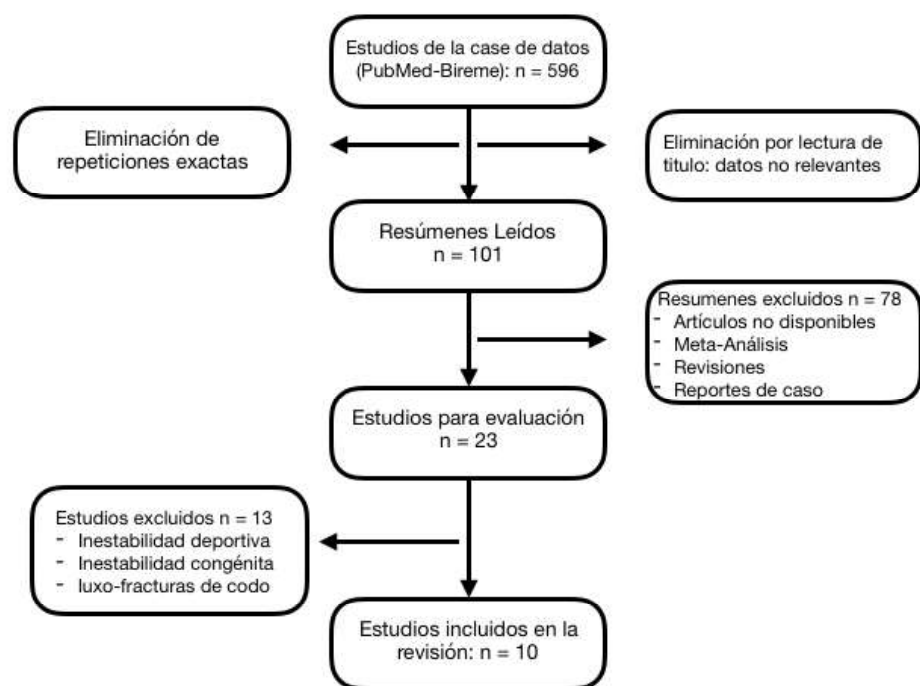 Estudios de la case de datos
(PubMed-Bireme): n = 596
Eliminación de
repeticiones exactas
Eliminación por lectura de
titulo: datos no relevantes
Resúmenes Leídos
n = 101
Resumenes excluidos n = 78
- Artículos no disponibles
- Meta-Análisis
- Revisiones
- Reportes de caso
Estudios para evaluación
n = 23
Estudios excluidos n = 13
- Inestabilidad deportiva
- Inestabilidad congénita
- luxo-fracturas de codo
Estudios incluidos en la
revisión: n = 10